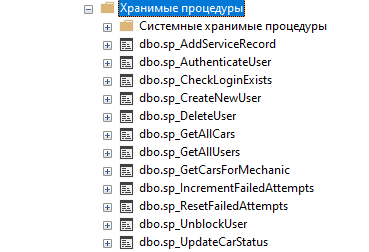 Хранимые процедуры
Системные хранимые процедуры
dbo.sp_AddServiceRecord
dbo.sp_AuthenticateUser
dbo.sp_CheckLoginExists
dbo.sp_CreateNewUser
dbo.sp_DeleteUser
dbo.sp_GetAllCars
dbo.sp_GetAllUsers
dbo.sp_GetCarsForMechanic
dbo.sp_IncrementFailedAttempts
dbo.sp_ResetFailedAttempts
dbo.sp_UnblockUser
dbo.sp_UpdateCarStatus